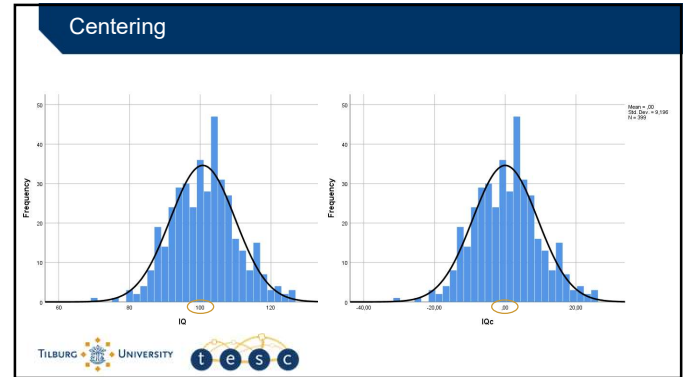 Centering
50
40
30
20
10
0
Frequency
60
80
100
120
IQ
50
40
30
20
10
0
Frequency
-40,00
-20,00
,00
20,00
IQc
Mean = ,00
Std. Dev. = 9,196
N = 399
TILBURG UNIVERSITY
t e s c